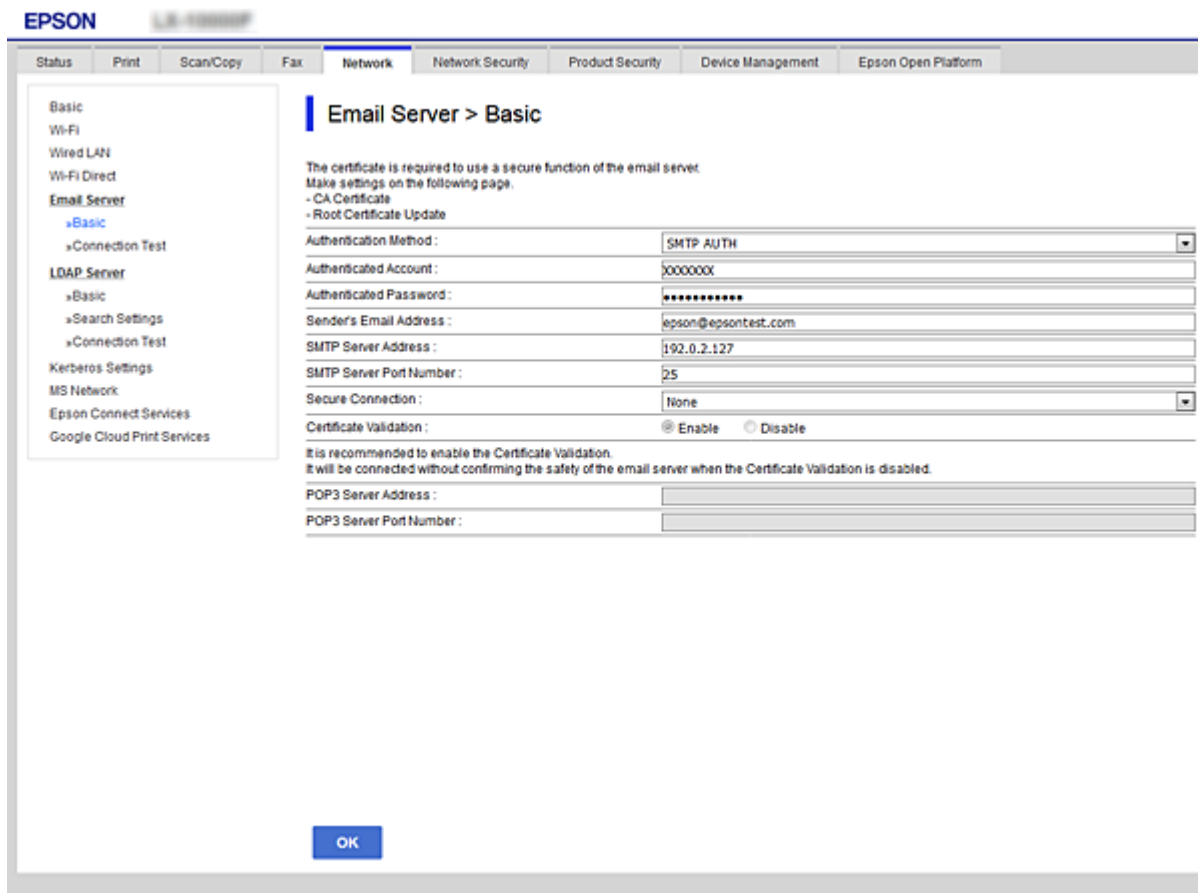 EPSON
Status Print Scan/Copy Fax Network Network Security Product Security Device Management Epson Open Platform
Basic
Wi-Fi
Wired LAN
Wi-Fi Direct
Email Server
»Basic
»Connection Test
LDAP Server
»Basic
»Search Settings
»Connection Test
Kerberos Settings
MS Network
Epson Connect Services
Google Cloud Print Services
Email Server > Basic
The certificate is required to use a secure function of the email server.
Make settings on the following page.
- CA Certificate
- Root Certificate Update
Authentication Method : SMTP AUTH
Authenticated Account : XXXXXXX
Authenticated Password : •••••••••••
Sender's Email Address : epson@epsontest.com
SMTP Server Address : 192.0.2.127
SMTP Server Port Number : 25
Secure Connection : None
Certificate Validation : Enable Disable
It is recommended to enable the Certificate Validation.
It will be connected without confirming the safety of the email server when the Certificate Validation is disabled.
POP3 Server Address :
POP3 Server Port Number :
OK